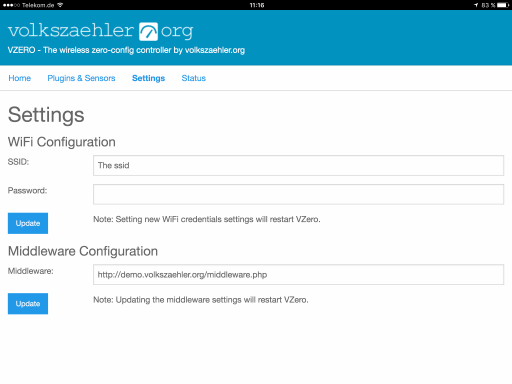 Telekom.de 11:16 83 %
volkszaehler org
VZERO - The wireless zero-config controller by volkszaehler.org
Home Plugins & Sensors Settings Status
Settings
WiFi Configuration
SSID: The ssid
Password:
Update Note: Setting new WiFi credentials settings will restart VZero.
Middleware Configuration
Middleware: http://demo.volkszaehler.org/middleware.php
Update Note: Updating the middleware settings will restart VZero.